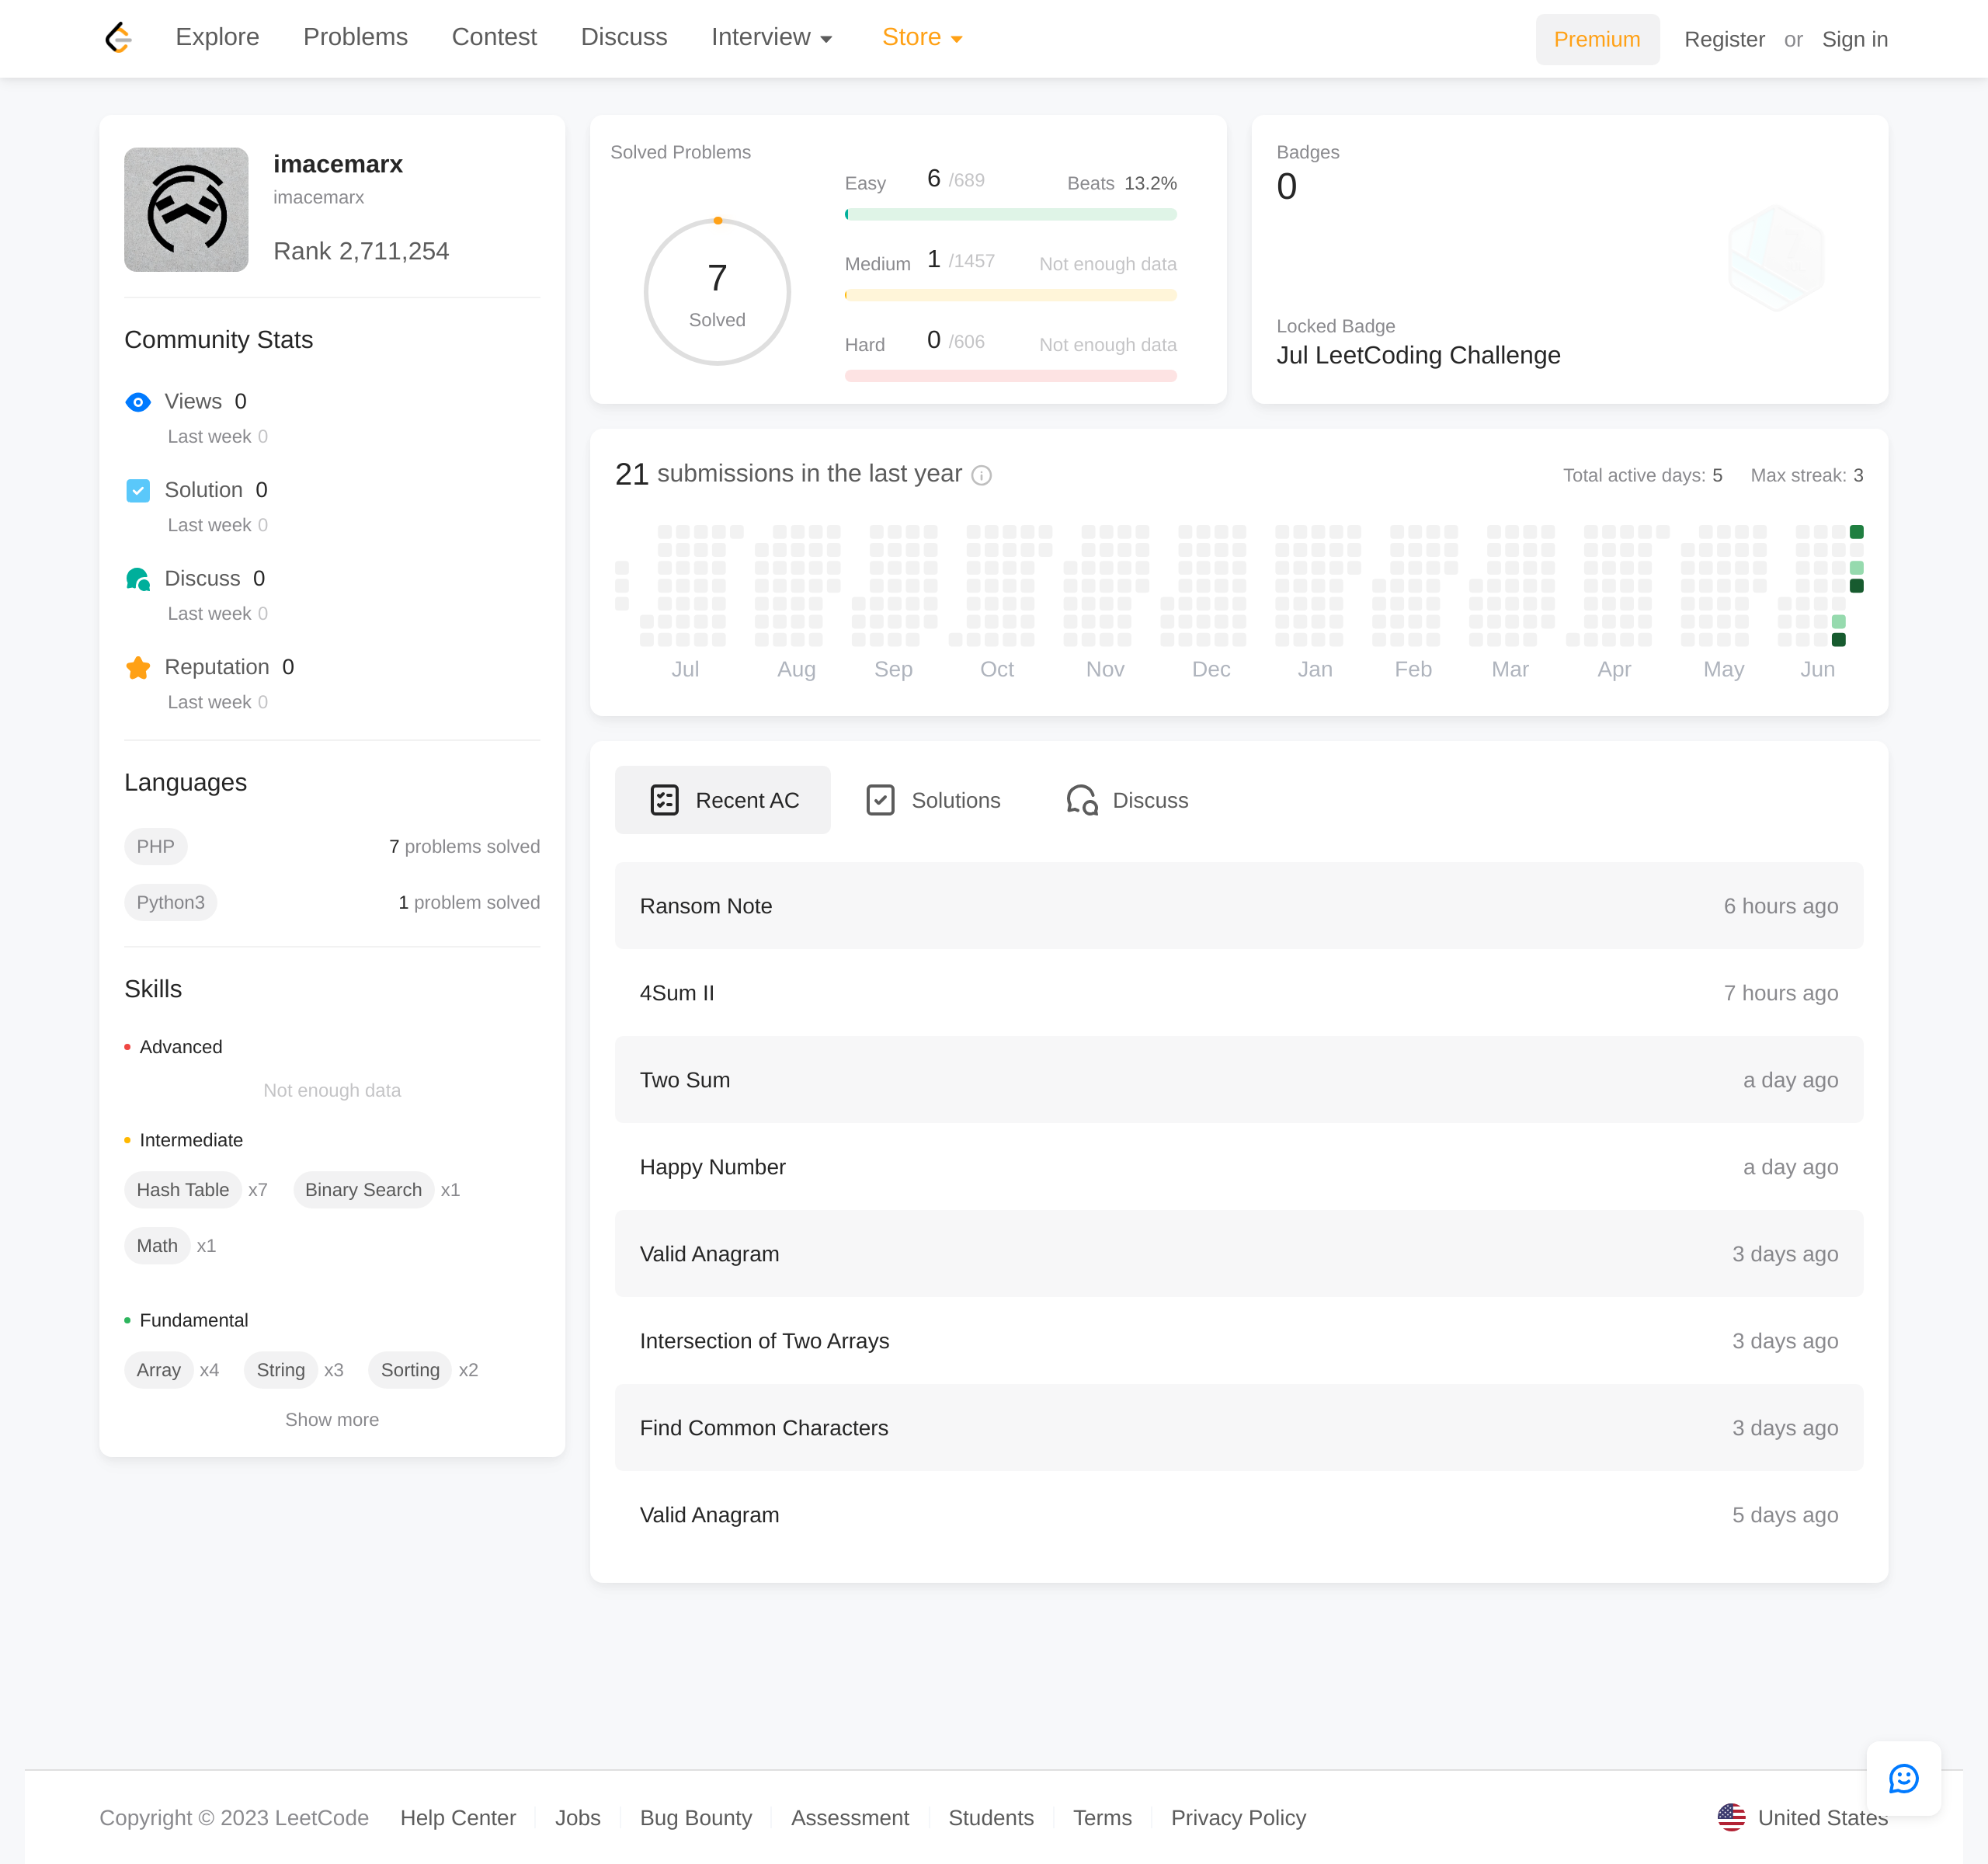 Explore Problems Contest Discuss Interview Store Premium Register or Sign in
imacemarx
imacemarx
Rank 2,711,254
Community Stats
Views 0
Last week 0
Solution 0
Last week 0
Discuss 0
Last week 0
Reputation 0
Last week 0
Languages
PHP 7 problems solved
Python3 1 problem solved
Skills
Advanced
Not enough data
Intermediate
Hash Table x7 Binary Search x1
Math x1
Fundamental
Array x4 String x3 Sorting x2
Show more
Solved Problems
7
Solved
Easy 6 /689 Beats 13.2%
Medium 1 /1457 Not enough data
Hard 0 /606 Not enough data
Badges
0
Locked Badge
Jul LeetCoding Challenge
21 submissions in the last year Total active days: 5 Max streak: 3
Jul Aug Sep Oct Nov Dec Jan Feb Mar Apr May Jun
Recent AC Solutions Discuss
Ransom Note 6 hours ago
4Sum II 7 hours ago
Two Sum a day ago
Happy Number a day ago
Valid Anagram 3 days ago
Intersection of Two Arrays 3 days ago
Find Common Characters 3 days ago
Valid Anagram 5 days ago
Copyright © 2023 LeetCode Help Center Jobs Bug Bounty Assessment Students Terms Privacy Policy United States